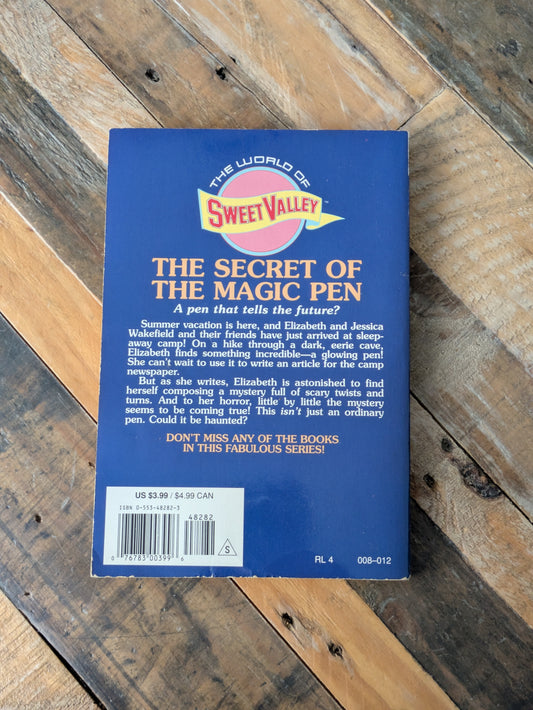 THE WORLD OF
SWEET VALLEY™
THE SECRET OF
THE MAGIC PEN
A pen that tells the future?
Summer vacation is here, and Elizabeth and Jessica
Wakefield and their friends have just arrived at sleep-
away camp! On a hike through a dark, eerie cave,
Elizabeth finds something incredible—a glowing pen!
She can't wait to use it to write an article for the camp
newspaper.
But as she writes, Elizabeth is astonished to find
herself composing a mystery full of scary twists and
turns. And to her horror, little by little the mystery
seems to be coming true! This isn't just an ordinary
pen. Could it be haunted?
DON'T MISS ANY OF THE BOOKS
IN THIS FABULOUS SERIES!
US $3.99 / $4.99 CAN
ISBN 0-553-48282-3
48282
0 76783 00399 6
S
RL 4 008–012